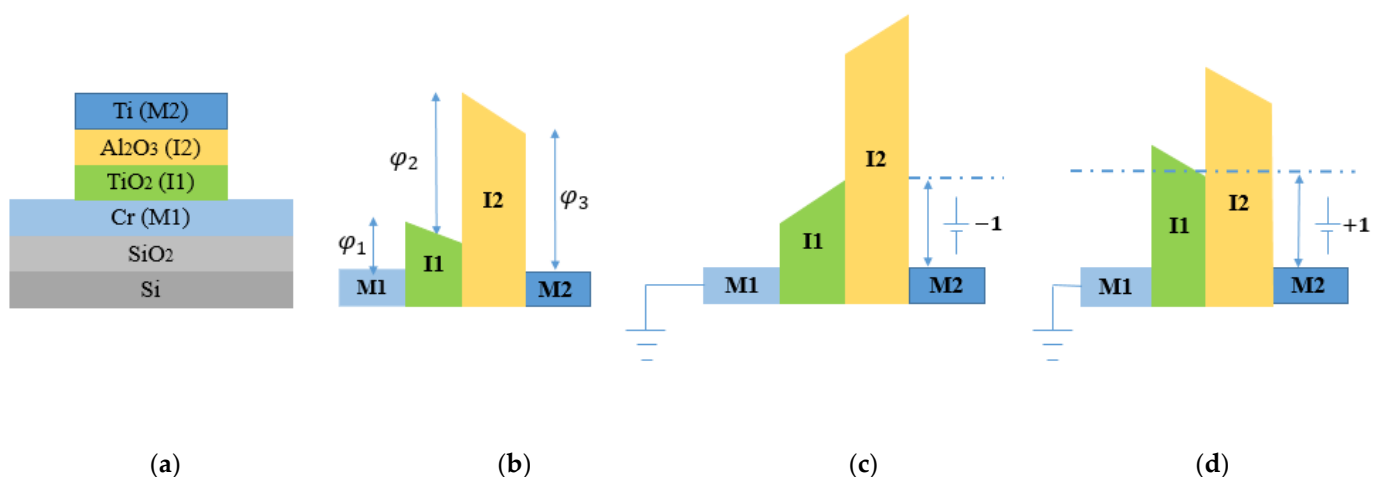 Ti (M2)
Al2O3 (I2)
TiO2 (I1)
Cr (M1)
SiO2
Si
(a)
φ1
φ2
φ3
M1
I1
I2
M2
(b)
M1
I1
I2
M2
−1
(c)
M1
I1
I2
M2
+1
(d)